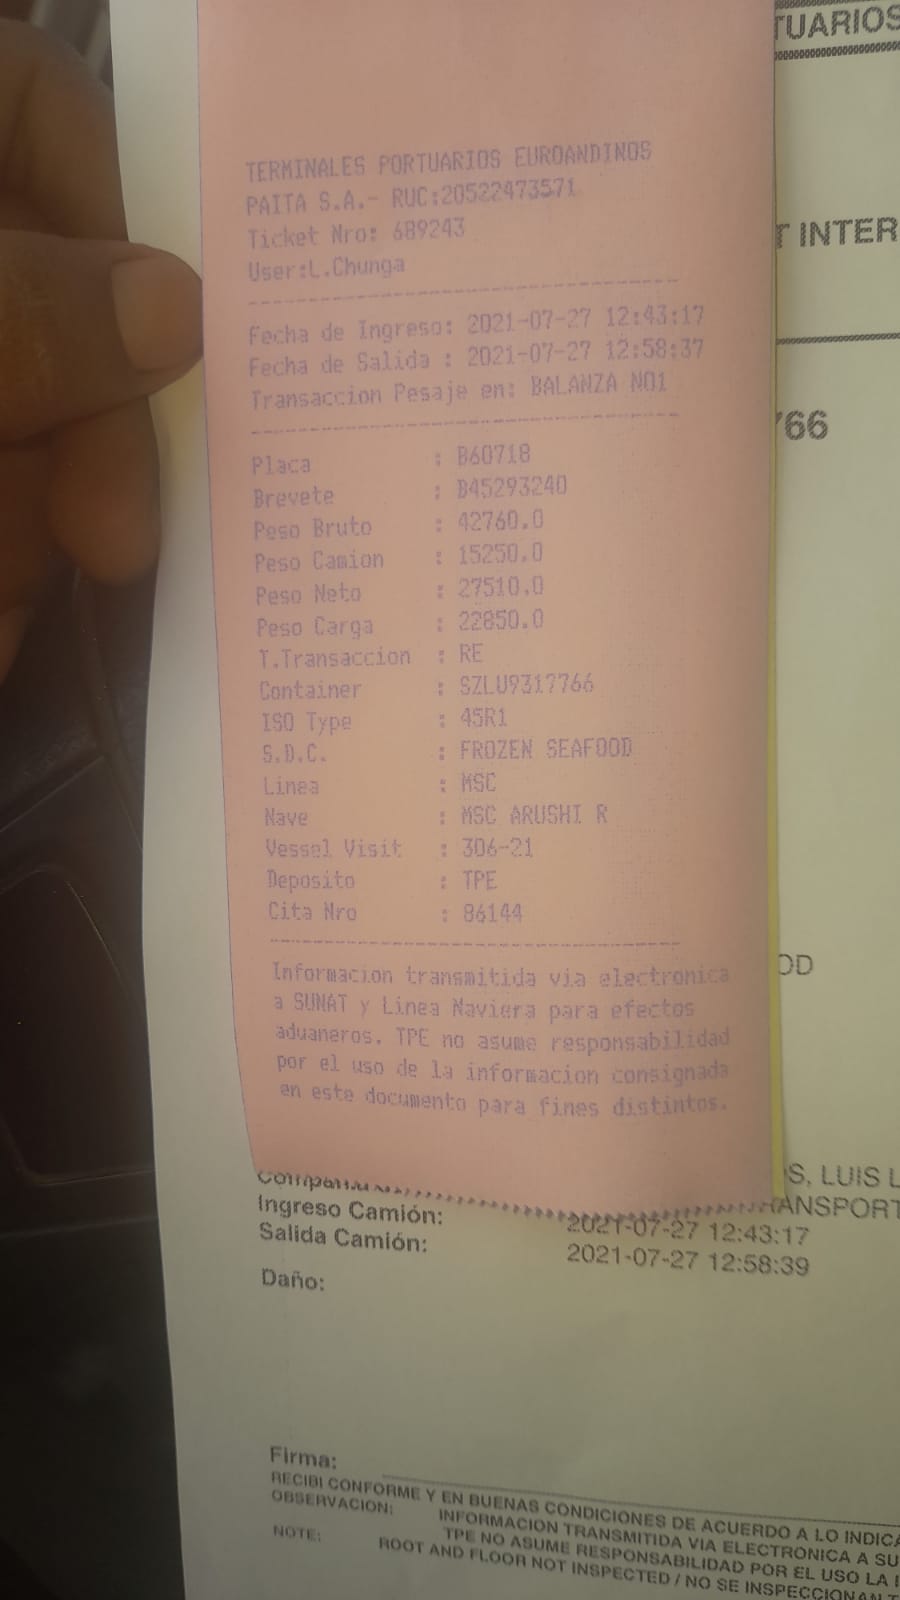 TUARIOS
TERMINALES PORTUARIOS EUROANDINOS
PAITA S.A.- RUC:20522473571
Ticket Nro: 689243
User:L.Chunga
T INTER
Fecha de Ingreso: 2021-07-27 12:43:17
Fecha de Salida : 2021-07-27 12:58:37
Transaccion Pesaje en: BALANZA NO1
766
Placa : B60718
Brevete : B45293240
Peso Bruto : 42760.0
Peso Camion : 15250.0
Peso Neto : 27510.0
Peso Carga : 22850.0
T.Transaccion : RE
Container : SZLU9317766
ISO Type : 45R1
S.D.C. : FROZEN SEAFOOD
Linea : MSC
Nave : MSC ARUSHI R
Vessel Visit : 306-21
Deposito : TPE
Cita Nro : 86144
OD
Informacion transmitida via electronica
a SUNAT y Linea Naviera para efectos
aduaneros. TPE no asume responsabilidad
por el uso de la informacion consignada
en este documento para fines distintos.
S, LUIS L
RANSPORT
Ingreso Camión: 2021-07-27 12:43:17
Salida Camión: 2021-07-27 12:58:39
Daño:
Firma:
RECIBI CONFORME Y EN BUENAS CONDICIONES DE ACUERDO A LO INDICA
OBSERVACION: INFORMACION TRANSMITIDA VIA ELECTRONICA A SU
TPE NO ASUME RESPONSABILIDAD POR EL USO LA I
NOTE: ROOT AND FLOOR NOT INSPECTED / NO SE INSPECCIONAN T